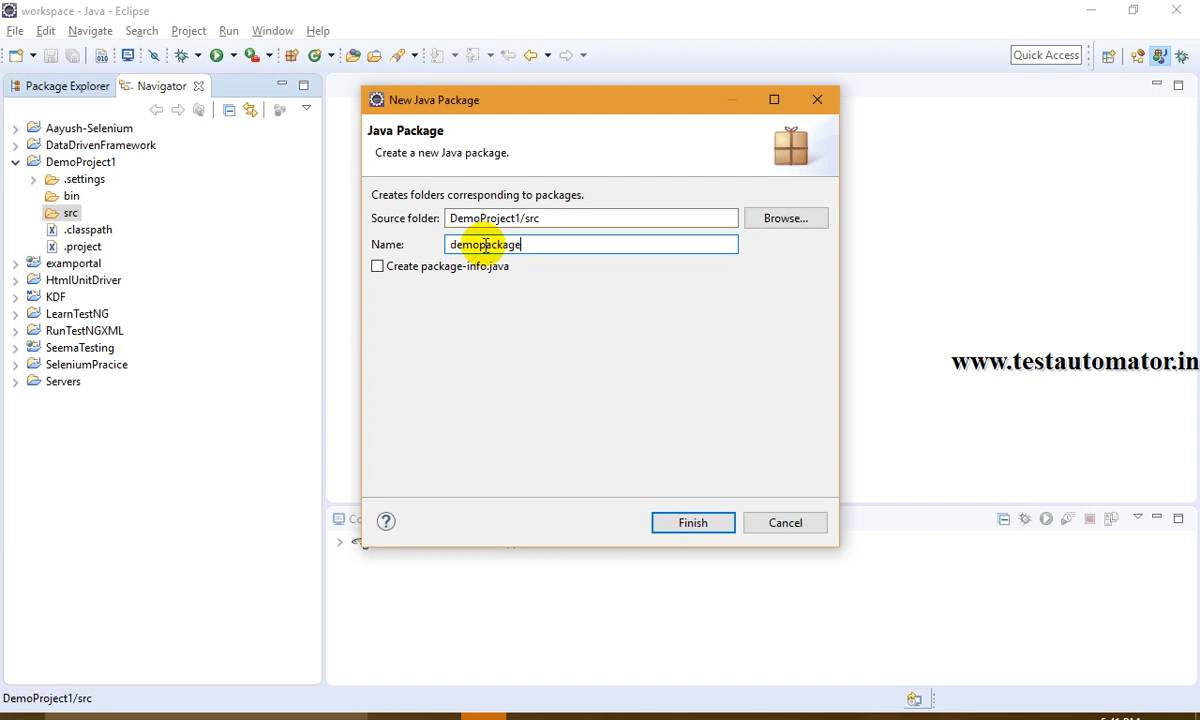 workspace - Java - Eclipse
File Edit Navigate Search Project Run Window Help
Quick Access
Package Explorer Navigator
Aayush-Selenium
DataDrivenFramework
DemoProject1
.settings
bin
src
.classpath
.project
examportal
HtmlUnitDriver
KDF
LearnTestNG
RunTestNGXML
SeemaTesting
SeleniumPracice
Servers
New Java Package
Java Package
Create a new Java package.
Creates folders corresponding to packages.
Source folder: DemoProject1/src Browse...
Name: demopackage
Create package-info.java
Finish Cancel
www.testautomator.in
DemoProject1/src